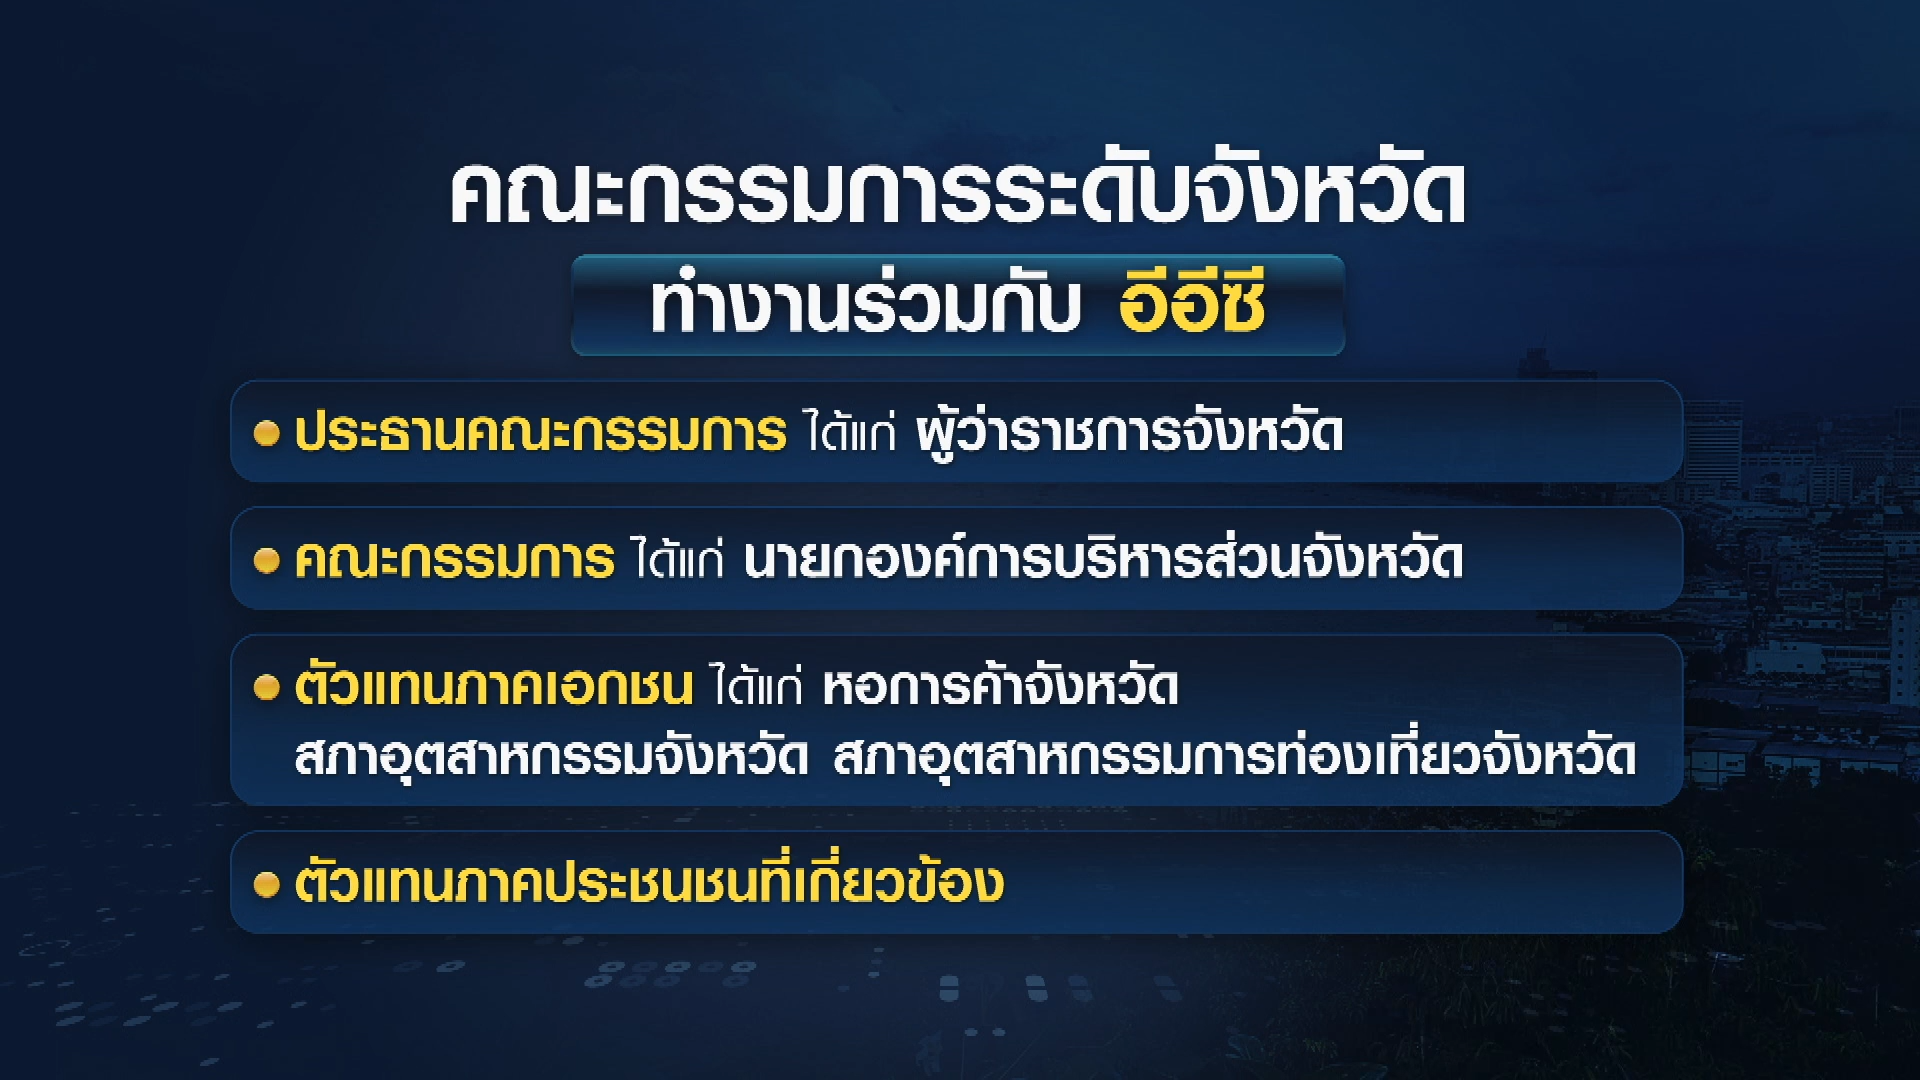 คณะกรรมการระดับจังหวัด
ทำงานร่วมกับ อีอีซี
ประธานคณะกรรมการ ได้แก่ ผู้ว่าราชการจังหวัด
คณะกรรมการ ได้แก่ นายกองค์การบริหารส่วนจังหวัด
ตัวแทนภาคเอกชน ได้แก่ หอการค้าจังหวัด
สภาอุตสาหกรรมจังหวัด สภาอุตสาหกรรมการท่องเที่ยวจังหวัด
ตัวแทนภาคประชนชนที่เกี่ยวข้อง